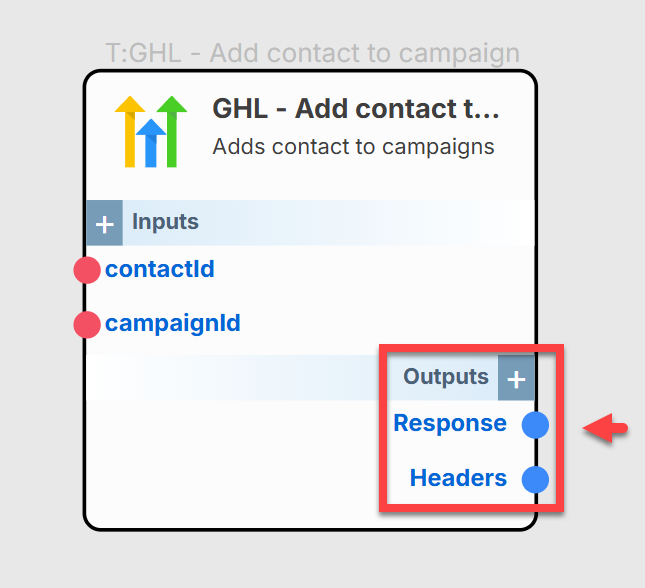 T:GHL - Add contact to campaign
GHL - Add contact t...
Adds contact to campaigns
+ Inputs
contactId
campaignId
Outputs +
Response
Headers